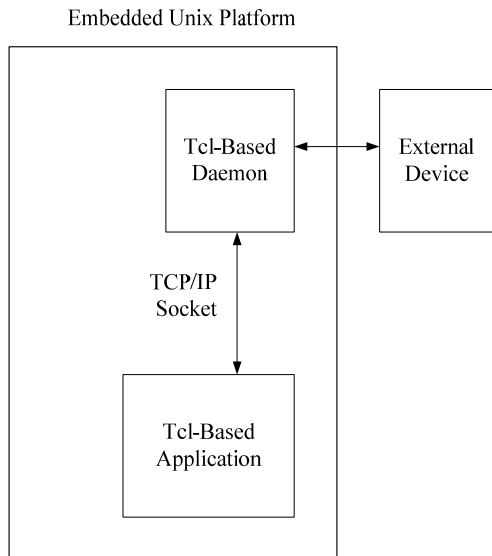 Embedded Unix Platform
Tcl-Based
Daemon
External
Device
TCP/IP
Socket
Tcl-Based
Application